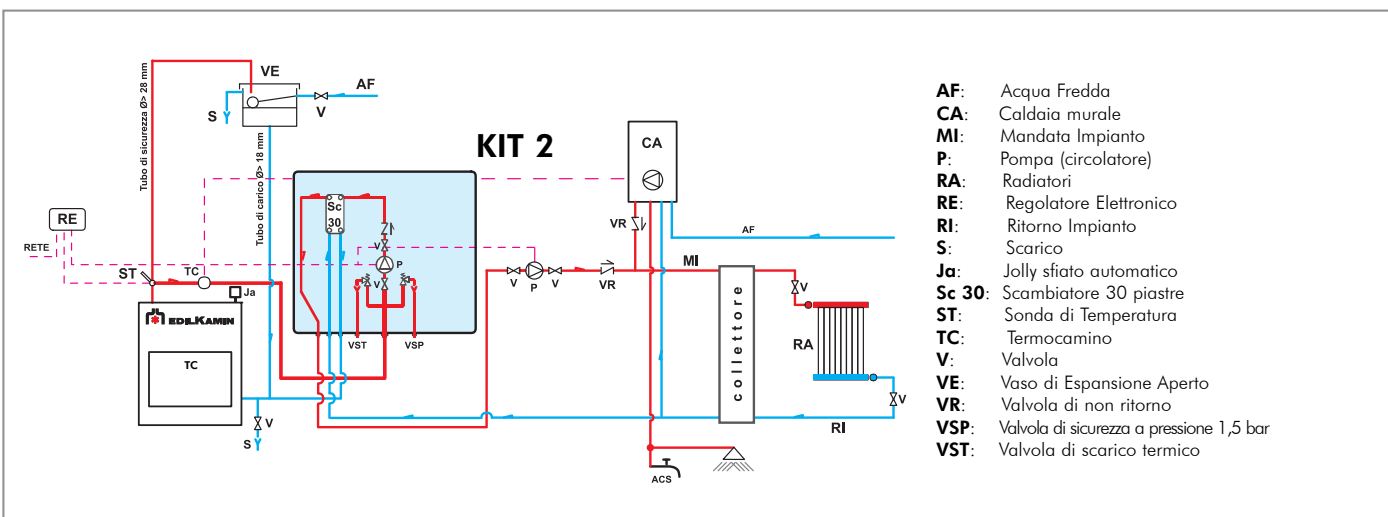 VE
AF
S
V
Tubo di sicurezza Ø> 28 mm
Tubo di carico Ø> 18 mm
KIT 2
CA
Sc
30
VR
AF
RE
RETE
ST
TC
Ja
V
P
V
P
V
VR
MI
V
EDILKAMIN
TC
VST
VSP
collettore
RA
V
V
S
RI
ACS
AF: Acqua Fredda
CA: Caldaia murale
MI: Mandata Impianto
P: Pompa (circolatore)
RA: Radiatori
RE: Regolatore Elettronico
RI: Ritorno Impianto
S: Scarico
Ja: Jolly sfiato automatico
Sc 30: Scambiatore 30 piastre
ST: Sonda di Temperatura
TC: Termocamino
V: Valvola
VE: Vaso di Espansione Aperto
VR: Valvola di non ritorno
VSP: Valvola di sicurezza a pressione 1,5 bar
VST: Valvola di scarico termico